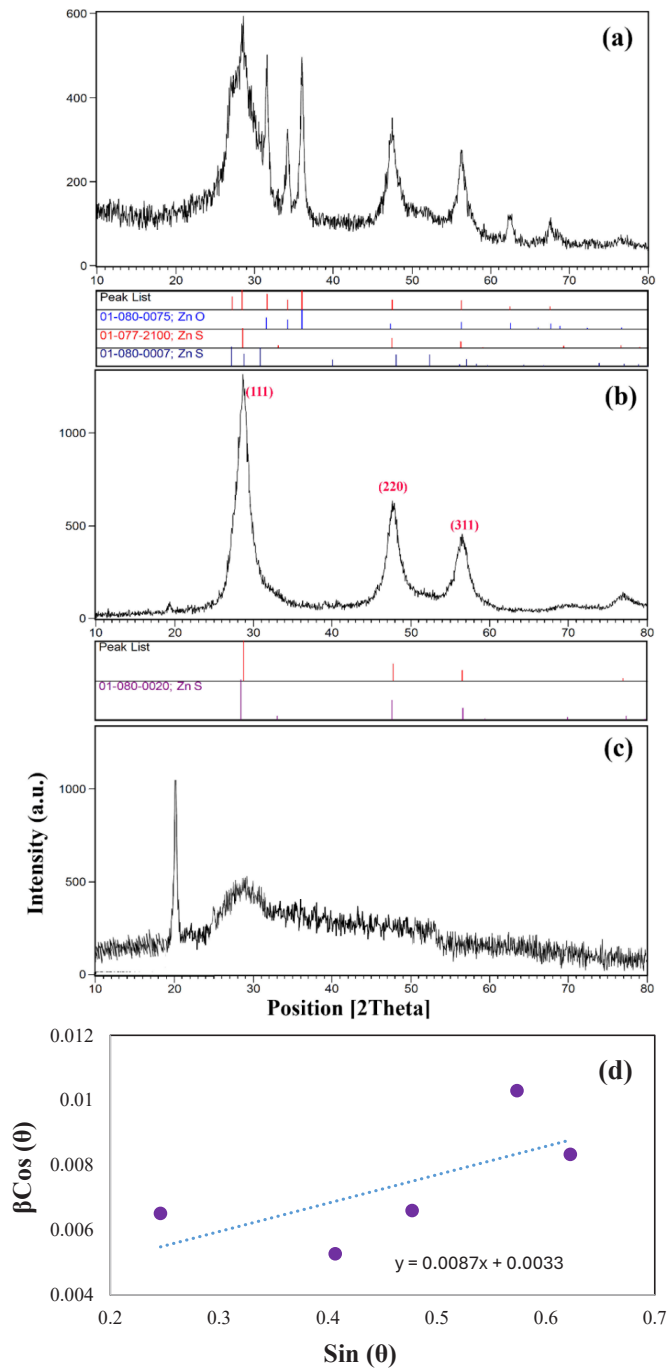 600
(a)
400
200
0
10 20 30 40 50 60 70 80
Peak List
01-080-0075; Zn O
01-077-2100; Zn S
01-080-0007; Zn S
(b)
(111)
1000
(220)
(311)
500
0
10 20 30 40 50 60 70 80
Peak List
01-080-0020; Zn S
(c)
1000
Intensity (a.u.)
500
0
10 20 30 40 50 60 70 80
Position [2Theta]
0.012
(d)
0.01
βCos (θ)
0.008
0.006
y = 0.0087x + 0.0033
0.004
0.2 0.3 0.4 0.5 0.6 0.7
Sin (θ)